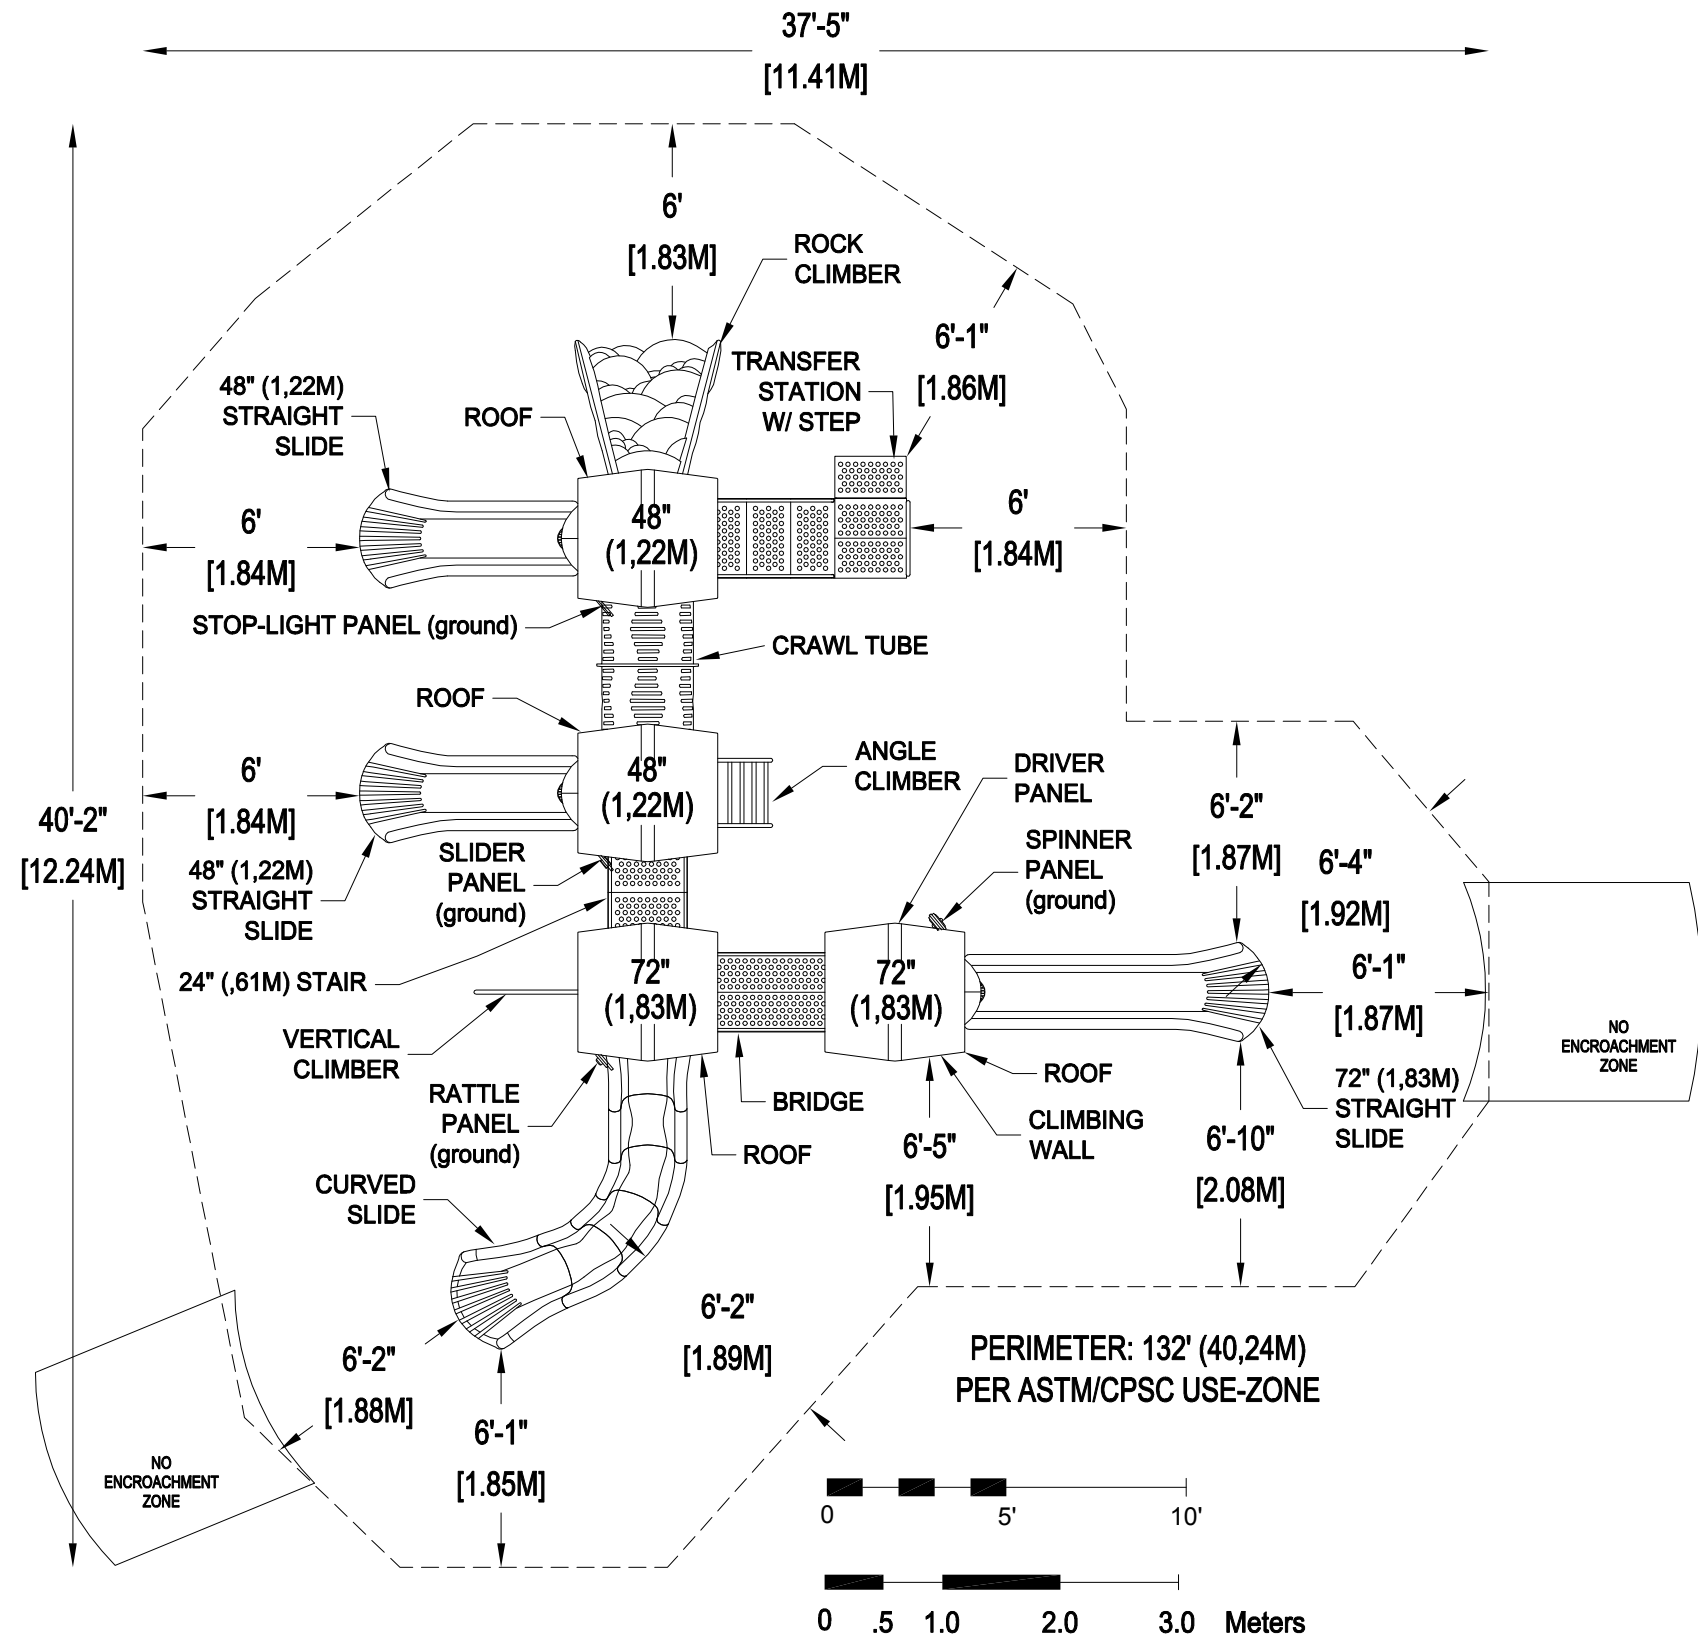 37'-5"
[11.41M]
6'
[1.83M]
ROCK
CLIMBER
6'-1"
[1.86M]
TRANSFER
STATION
W/ STEP
48" (1,22M)
STRAIGHT
SLIDE
ROOF
6'
[1.84M]
48"
(1,22M)
6'
[1.84M]
STOP-LIGHT PANEL (ground)
CRAWL TUBE
ROOF
6'
[1.84M]
48"
(1,22M)
ANGLE
CLIMBER
DRIVER
PANEL
6'-2"
[1.87M]
40'-2"
[12.24M]
48" (1,22M)
STRAIGHT
SLIDE
SLIDER
PANEL
(ground)
SPINNER
PANEL
(ground)
6'-4"
[1.92M]
24" (,61M) STAIR
72"
(1,83M)
72"
(1,83M)
6'-1"
[1.87M]
NO
ENCROACHMENT
ZONE
VERTICAL
CLIMBER
RATTLE
PANEL
(ground)
BRIDGE
ROOF
ROOF
CLIMBING
WALL
72" (1,83M)
STRAIGHT
SLIDE
6'-5"
[1.95M]
6'-10"
[2.08M]
CURVED
SLIDE
6'-2"
[1.89M]
6'-2"
[1.88M]
PERIMETER: 132' (40,24M)
PER ASTM/CPSC USE-ZONE
6'-1"
[1.85M]
NO
ENCROACHMENT
ZONE
0 5' 10'
0 .5 1.0 2.0 3.0 Meters